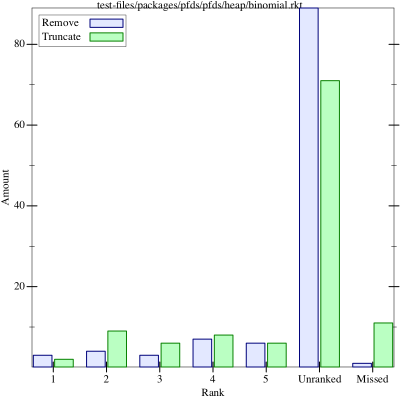 test-files/packages/pfds/pfds/heap/binomial.rkt
Remove
Truncate
80
60
40
20
Amount
1 2 3 4 5 Unranked Missed
Rank